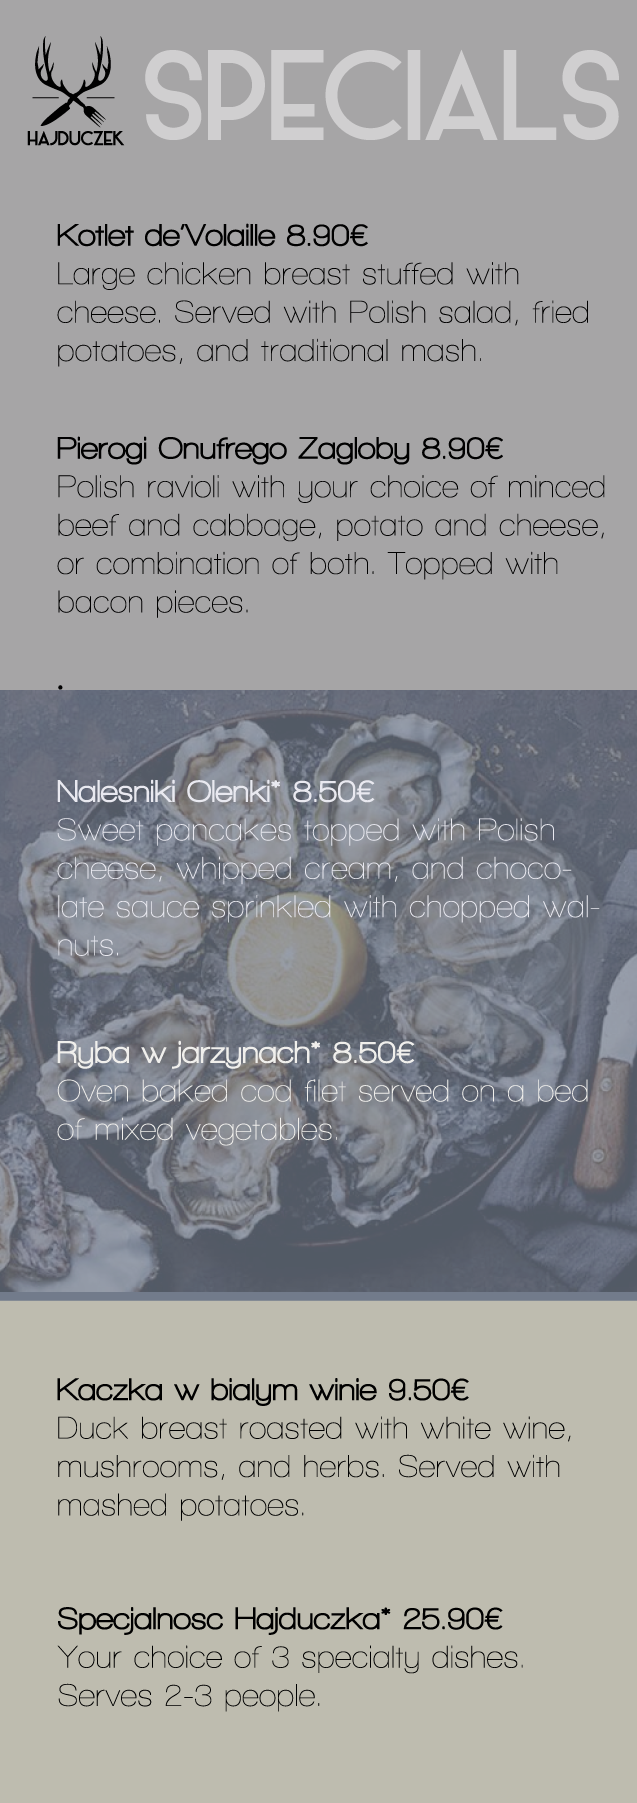 HAJDUCZEK
SPECIALS
Kotlet de'Volaille 8.90€
Large chicken breast stuffed with
cheese. Served with Polish salad, fried
potatoes, and traditional mash.
Pierogi Onufrego Zagloby 8.90€
Polish ravioli with your choice of minced
beef and cabbage, potato and cheese,
or combination of both. Topped with
bacon pieces.
.
Nalesniki Olenki* 8.50€
Sweet pancakes topped with Polish
cheese, whipped cream, and choco-
late sauce sprinkled with chopped wal-
nuts.
Ryba w jarzynach* 8.50€
Oven baked cod filet served on a bed
of mixed vegetables.
Kaczka w bialym winie 9.50€
Duck breast roasted with white wine,
mushrooms, and herbs. Served with
mashed potatoes.
Specjalnosc Hajduczka* 25.90€
Your choice of 3 specialty dishes.
Serves 2-3 people.